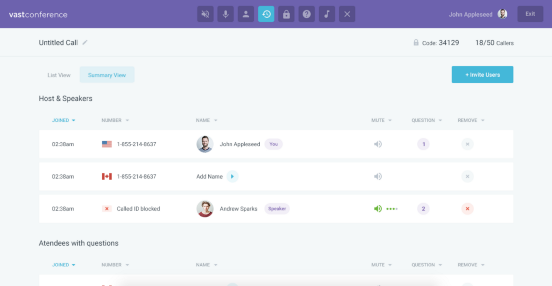 vastconference
John Appleseed
Exit
Untitled Call
Code: 34129
18/50 Callers
List View
Summary View
+ Invite Users
Host & Speakers
JOINED NUMBER NAME MUTE QUESTION REMOVE
02:38am 1-855-214-8637 John Appleseed You 1
02:38am 1-855-214-8637 Add Name
02:38am Called ID blocked Andrew Sparks Speaker 2
Atendees with questions
JOINED NUMBER NAME MUTE QUESTION REMOVE